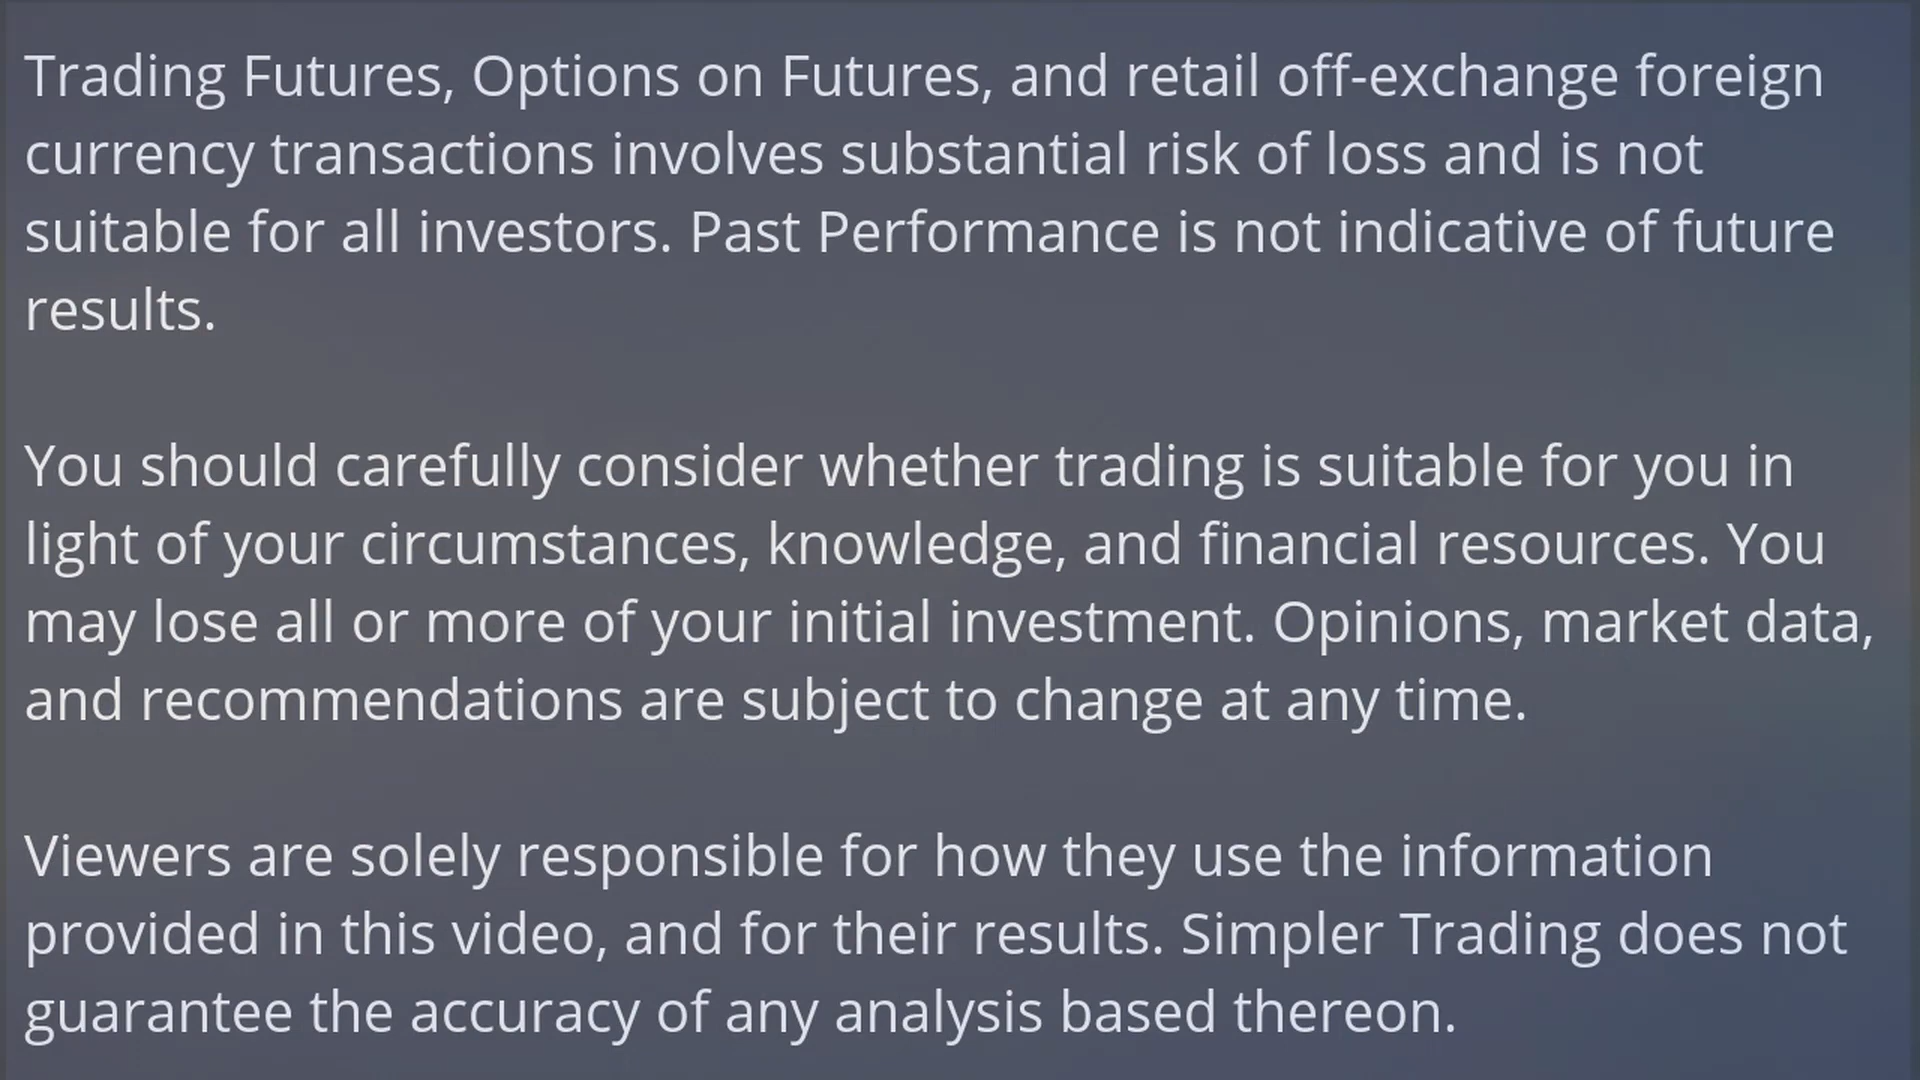 Trading Futures, Options on Futures, and retail off-exchange foreign
currency transactions involves substantial risk of loss and is not
suitable for all investors. Past Performance is not indicative of future
results.
You should carefully consider whether trading is suitable for you in
light of your circumstances, knowledge, and financial resources. You
may lose all or more of your initial investment. Opinions, market data,
and recommendations are subject to change at any time.
Viewers are solely responsible for how they use the information
provided in this video, and for their results. Simpler Trading does not
guarantee the accuracy of any analysis based thereon.